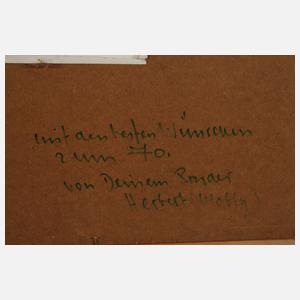 mit den besten Wünschen
zum 70.
von Deinem Bruder
Herbert